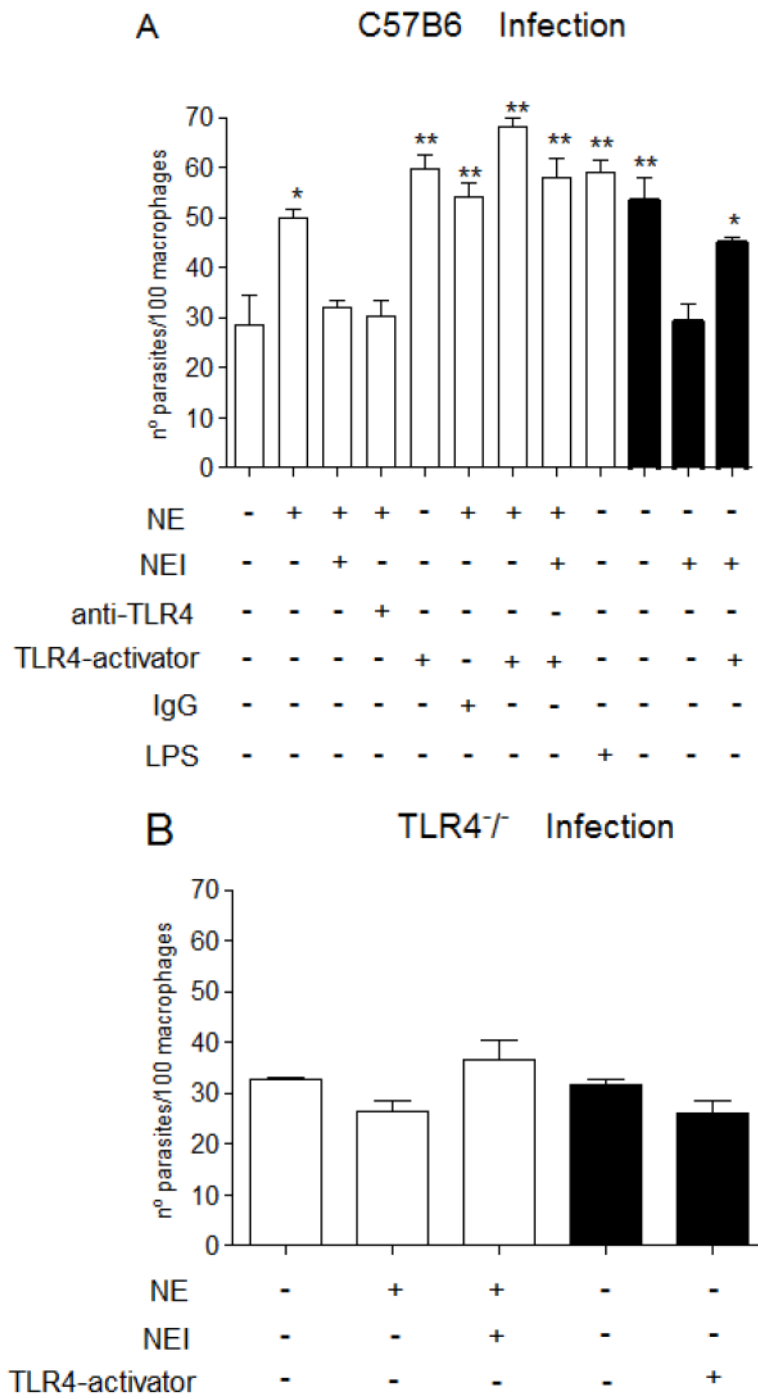 A C57B6 Infection
nº parasites/100 macrophages
70
60
50
40
30
20
10
0
* ** ** ** ** ** ** *
NE - + + + - + + + - - - -
NEI - - + - - - - + - - + +
anti-TLR4 - - - + - - - - - - - -
TLR4-activator - - - - + - + + - - - +
IgG - - - - - + - - - - - -
LPS - - - - - - - - + - - -
B TLR4⁻/⁻ Infection
nº parasites/100 macrophages
70
60
50
40
30
20
10
0
NE - + + - -
NEI - - + - -
TLR4-activator - - - - +